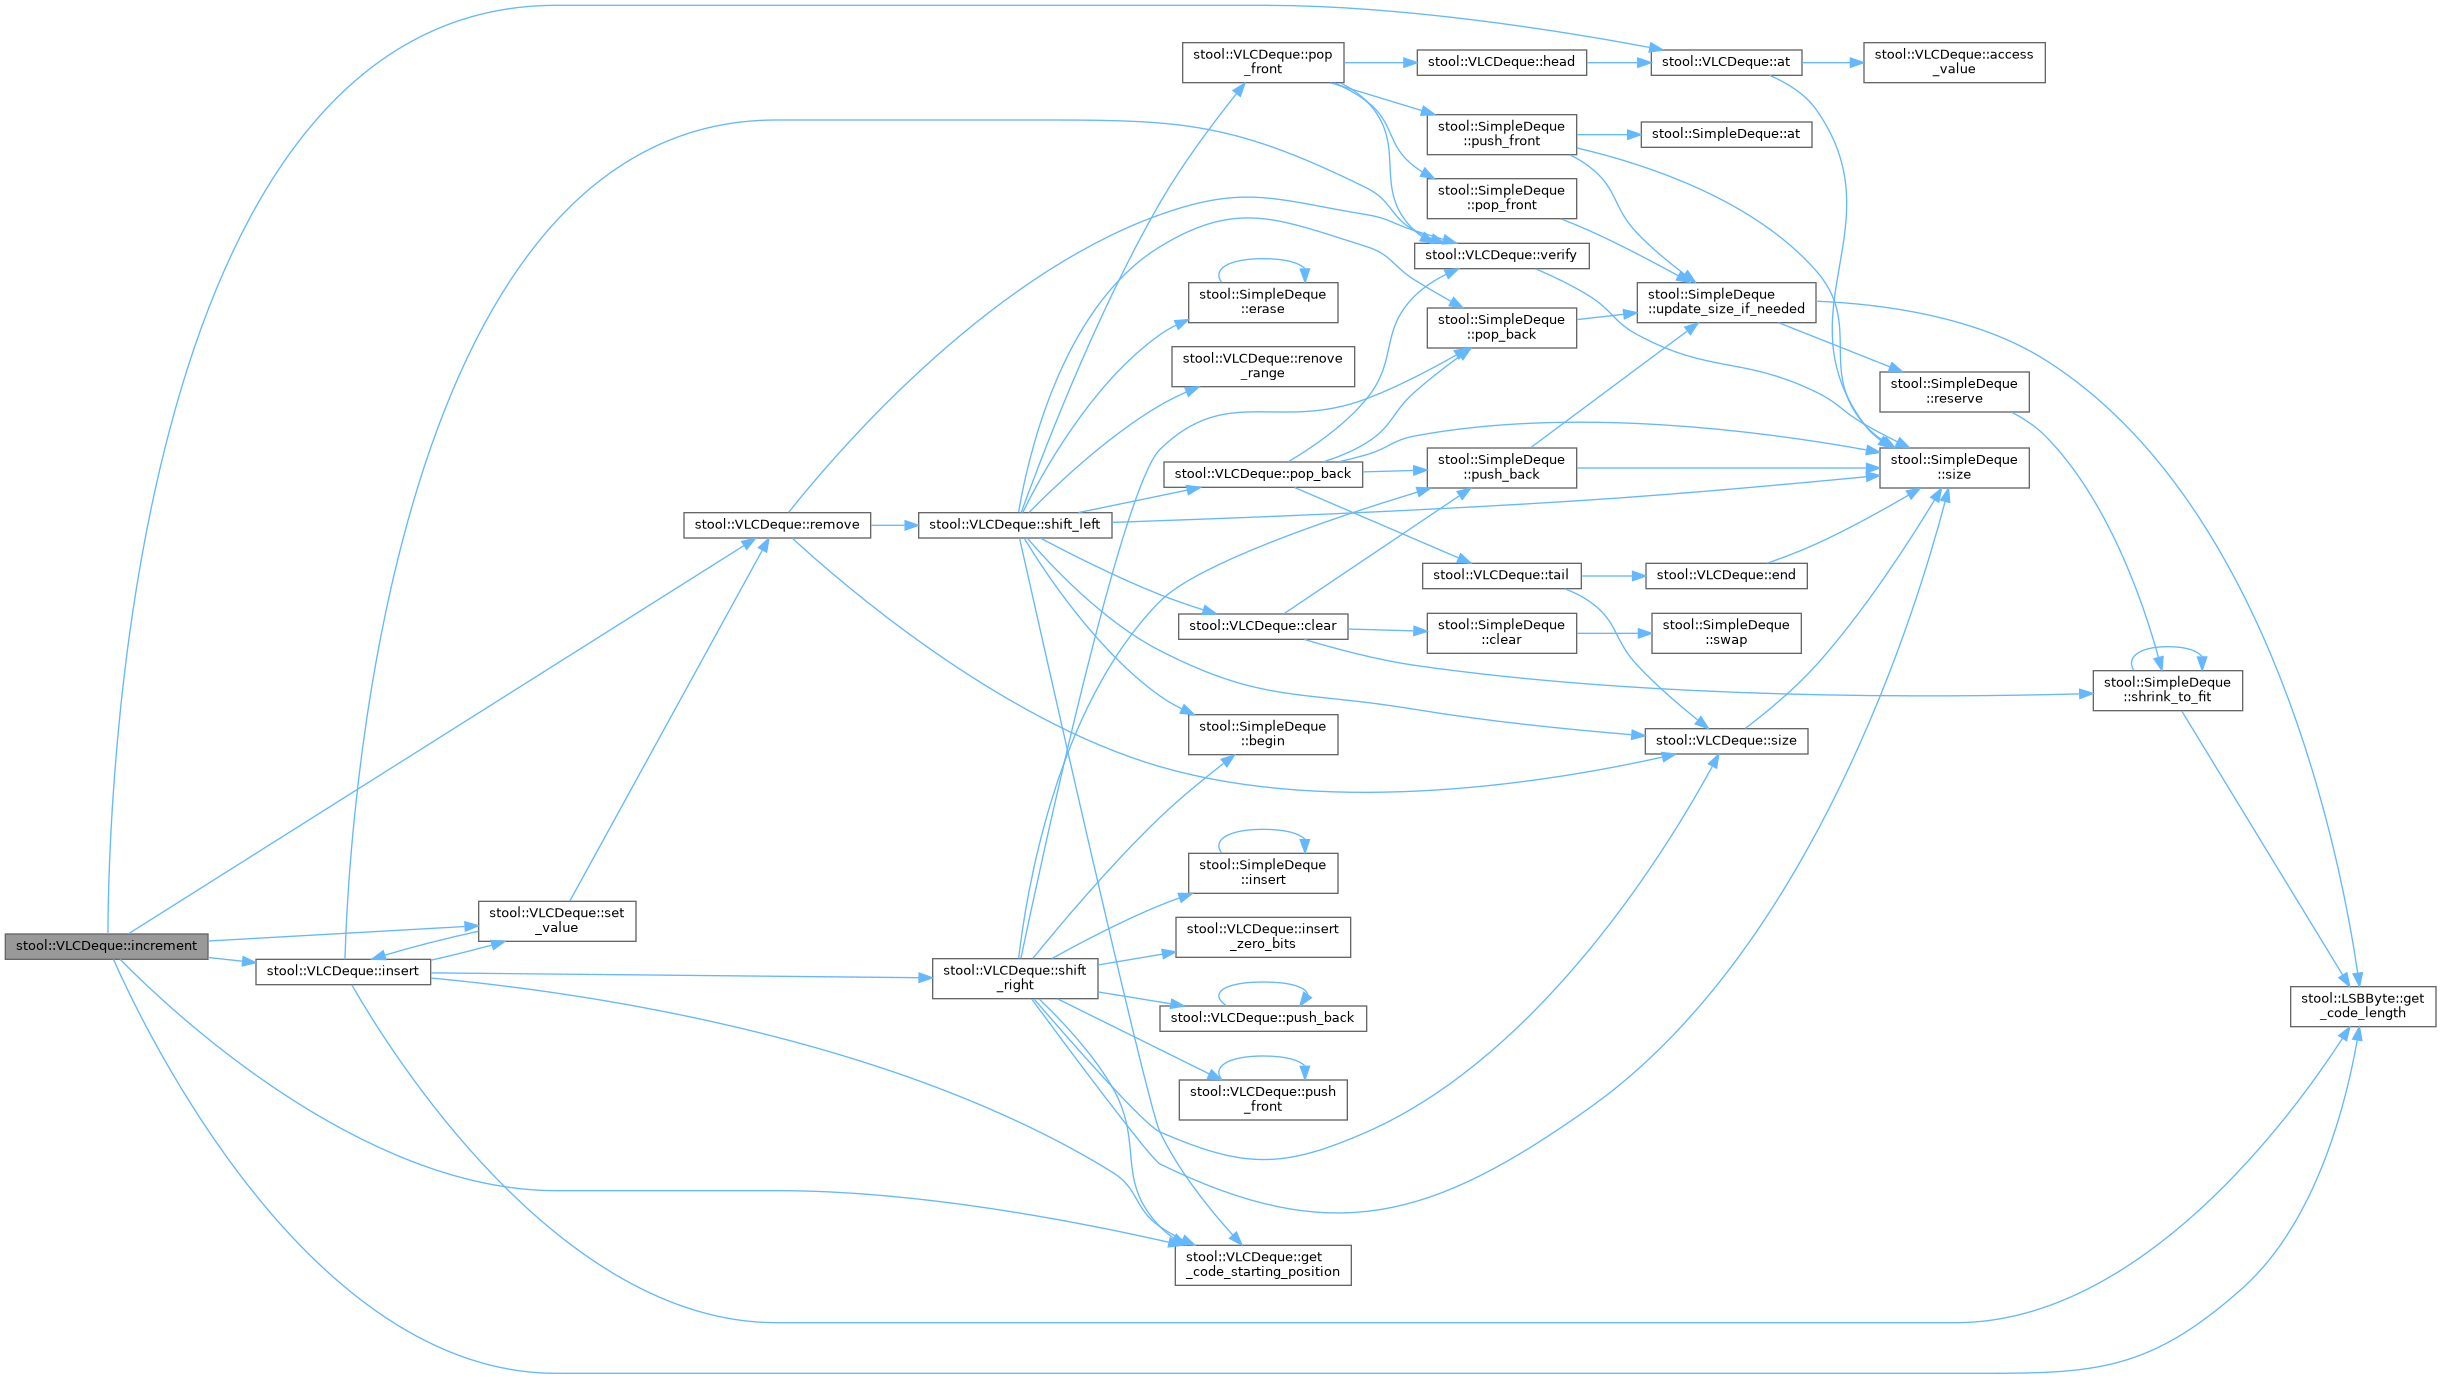 stool::VLCDeque::increment
stool::VLCDeque::set
_value
stool::VLCDeque::insert
stool::VLCDeque::remove
stool::VLCDeque::shift_left
stool::VLCDeque::shift
_right
stool::VLCDeque::pop
_front
stool::SimpleDeque
::erase
stool::VLCDeque::renove
_range
stool::VLCDeque::pop_back
stool::VLCDeque::clear
stool::SimpleDeque
::begin
stool::SimpleDeque
::insert
stool::VLCDeque::insert
_zero_bits
stool::VLCDeque::push_back
stool::VLCDeque::push
_front
stool::VLCDeque::get
_code_starting_position
stool::VLCDeque::head
stool::SimpleDeque
::push_front
stool::SimpleDeque
::pop_front
stool::VLCDeque::verify
stool::SimpleDeque
::pop_back
stool::SimpleDeque
::push_back
stool::VLCDeque::tail
stool::SimpleDeque
::clear
stool::VLCDeque::at
stool::SimpleDeque::at
stool::SimpleDeque
::update_size_if_needed
stool::VLCDeque::end
stool::SimpleDeque
::swap
stool::VLCDeque::size
stool::VLCDeque::access
_value
stool::SimpleDeque
::reserve
stool::SimpleDeque
::size
stool::SimpleDeque
::shrink_to_fit
stool::LSBByte::get
_code_length